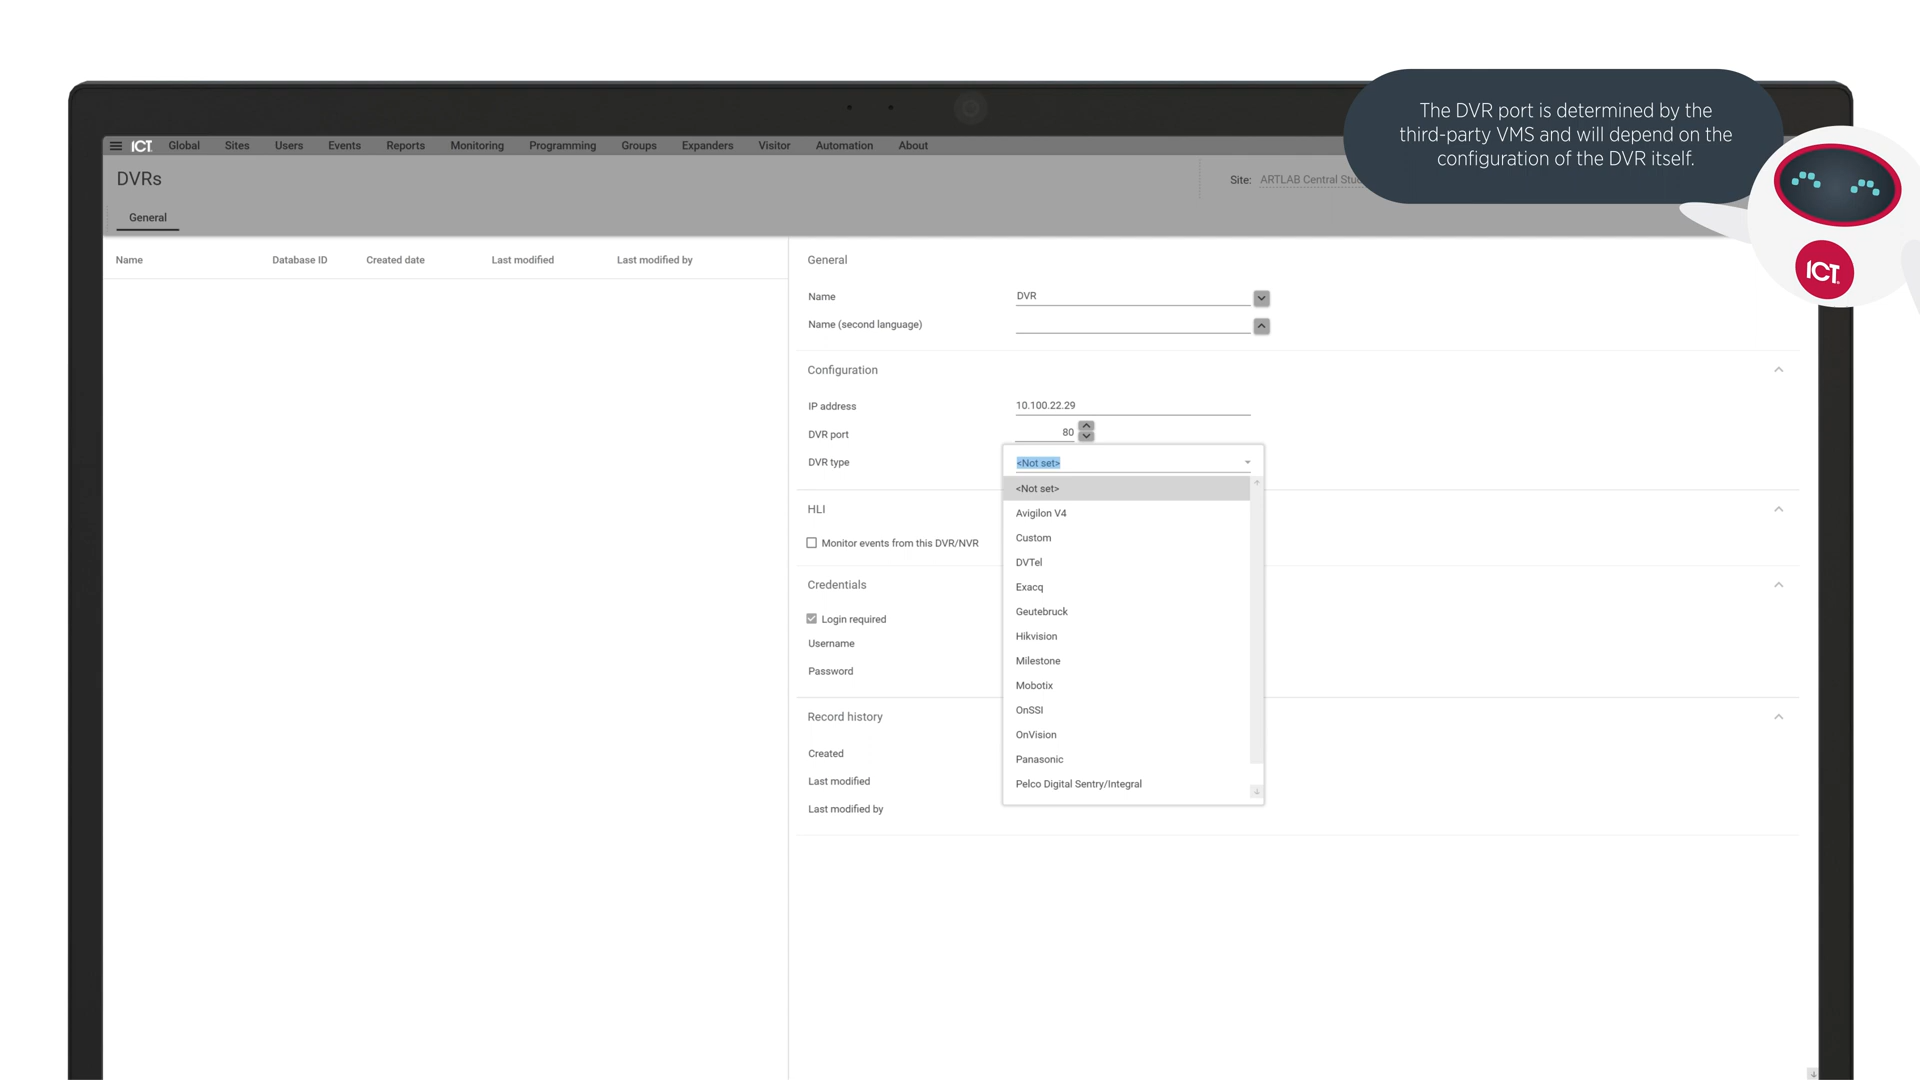 The DVR port is determined by the
third-party VMS and will depend on the
configuration of the DVR itself.
ICT
Global
Sites
Users
Events
Reports
Monitoring
Programming
Groups
Expanders
Visitor
Automation
About
DVRs
Site:
ARTLAB Central
General
ICT
Name
Database ID
Created date
Last modified
Last modified by
General
Name
DVR
Name (second language)
Configuration
IP address
10.100.22.29
DVR port
80
DVR type
<Not set>
<Not set>
Avigilon V4
Custom
DVTel
Exacq
Geutebruck
Hikvision
Milestone
Mobotix
OnSSI
OnVision
Panasonic
Pelco Digital Sentry/Integral
HLI
Monitor events from this DVR/NVR
Credentials
Login required
Username
Password
Record history
Created
Last modified
Last modified by